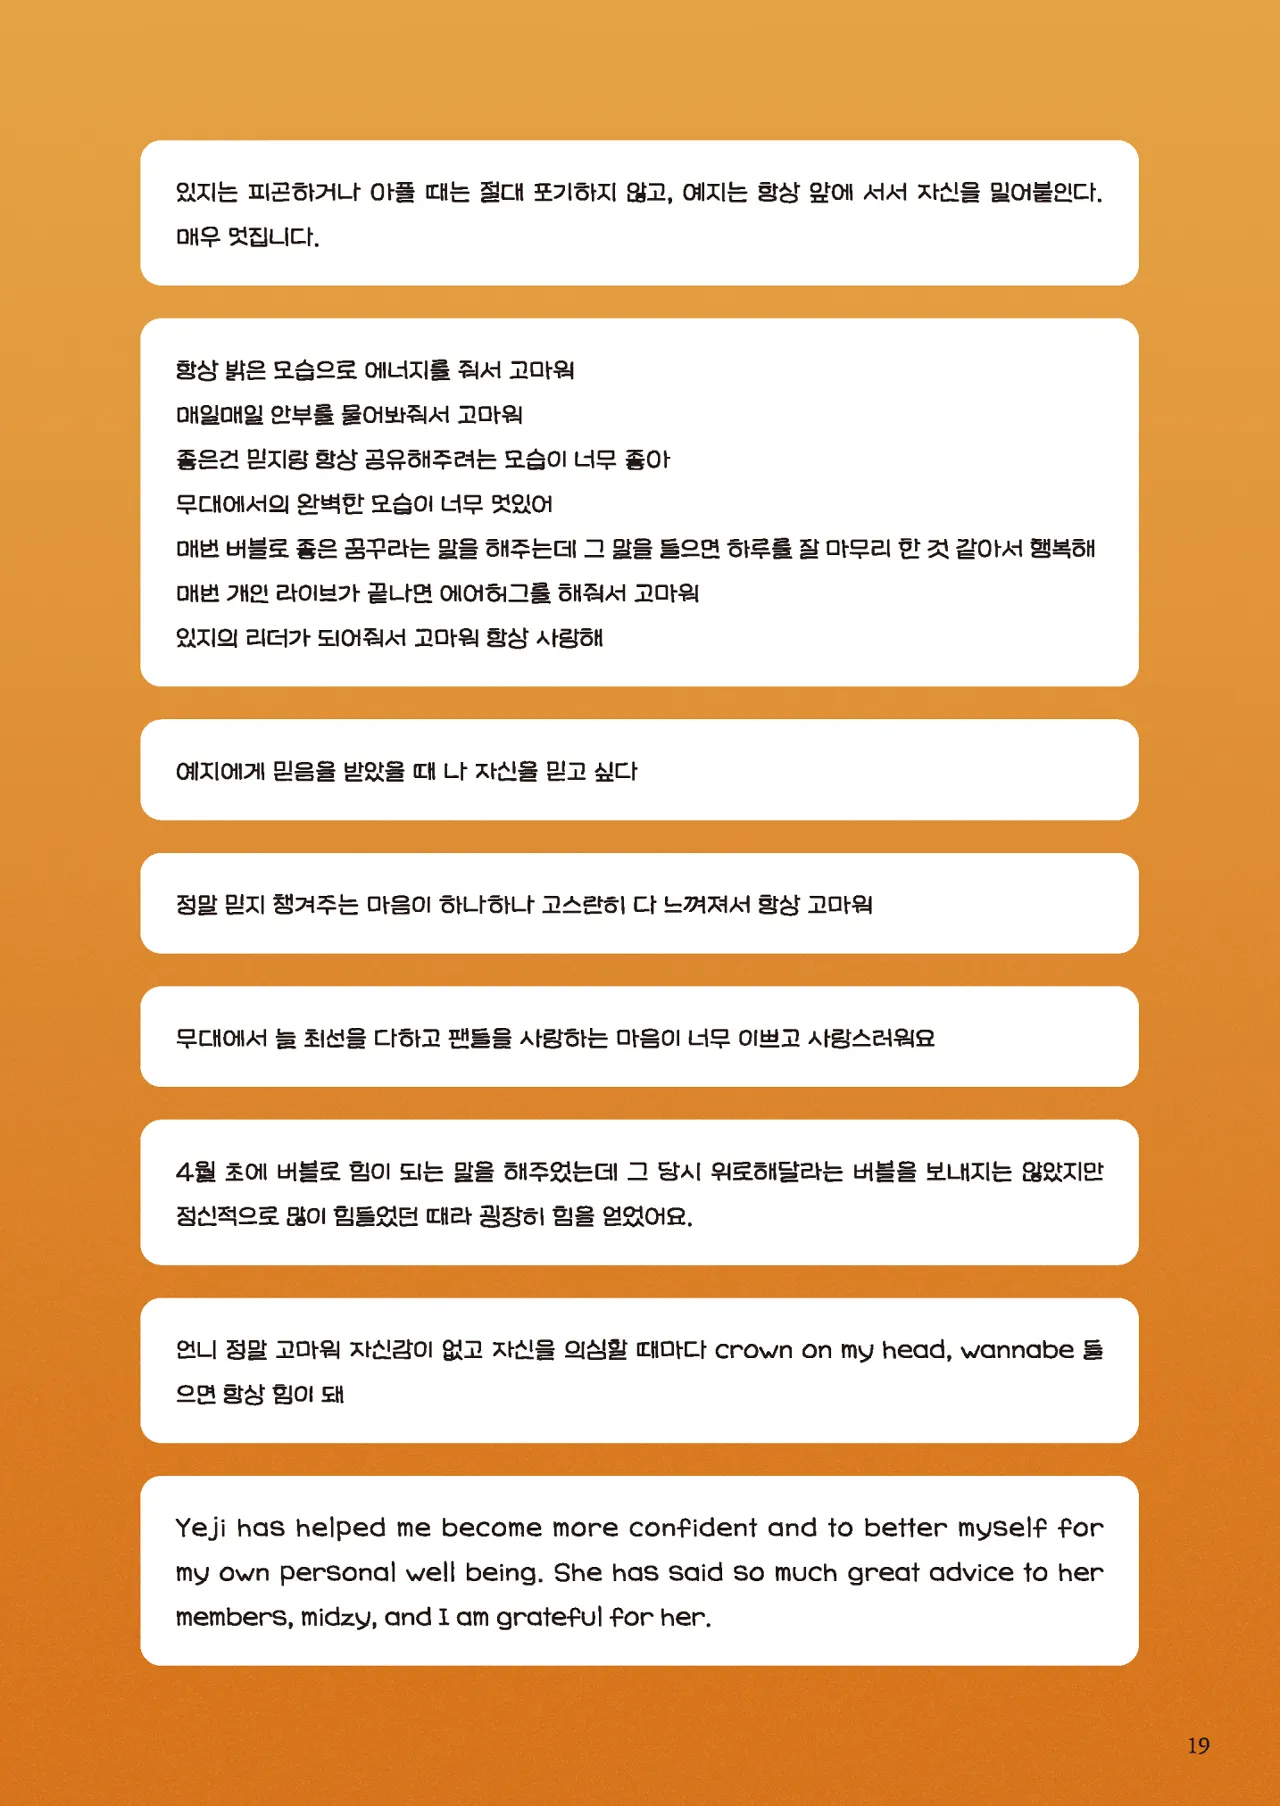 있지는 피곤하거나 아플 때는 절대 포기하지 않고, 예지는 항상 앞에 서서 자신을 밀어붙인다.
매우 멋집니다.
항상 밝은 모습으로 에너지를 줘서 고마워
매일매일 안부를 물어봐줘서 고마워
좋은건 믿지랑 항상 공유해주려는 모습이 너무 좋아
무대에서의 완벽한 모습이 너무 멋있어
매번 버블로 좋은 꿈꾸라는 말을 해주는데 그 말을 들으면 하루를 잘 마무리 한 것 같아서 행복해
매번 개인 라이브가 끝나면 에어허그를 해줘서 고마워
있지의 리더가 되어줘서 고마워 항상 사랑해
예지에게 믿음을 받았을 때 나 자신을 믿고 싶다
정말 믿지 챙겨주는 마음이 하나하나 고스란히 다 느껴져서 항상 고마워
무대에서 늘 최선을 다하고 팬들을 사랑하는 마음이 너무 이쁘고 사랑스러워요
4월 초에 버블로 힘이 되는 말을 해주었는데 그 당시 위로해달라는 버블을 보내지는 않았지만
정신적으로 많이 힘들었던 때라 굉장히 힘을 얻었어요.
언니 정말 고마워 자신감이 없고 자신을 의심할 때마다 crown on my head, wannabe 들
으면 항상 힘이 돼
Yeji has helped me become more confident and to better myself for
my own personal well being. She has said so much great advice to her
members, midzy, and I am grateful for her.
19